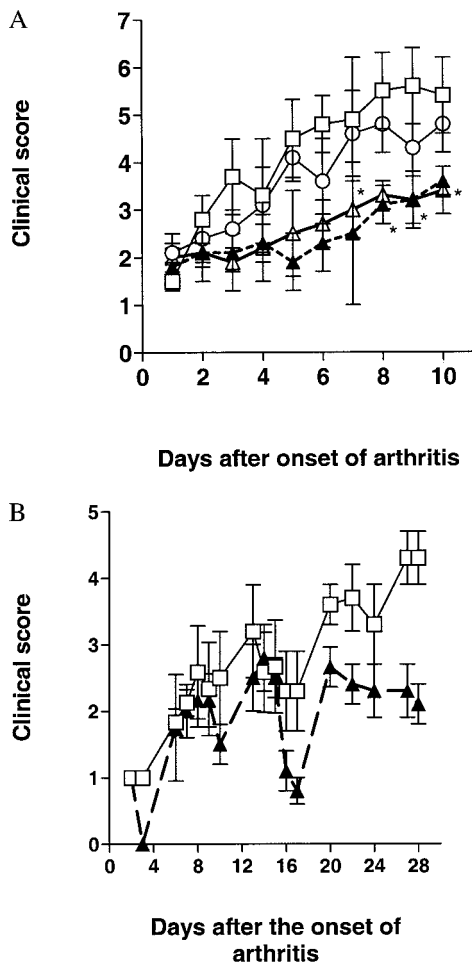 A
Clinical score
7
6
5
4
3
2
1
0
*
*
*
*
0 2 4 6 8 10
Days after onset of arthritis
B
Clinical score
5
4
3
2
1
0
0 4 8 12 16 20 24 28
Days after the onset of
arthritis